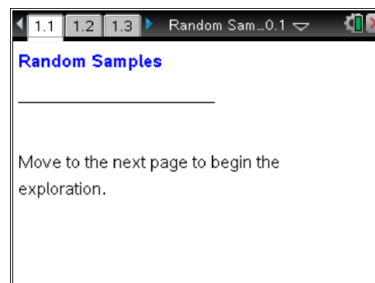 1.1 1.2 1.3 Random Sam...0.1
Random Samples
Move to the next page to begin the
exploration.